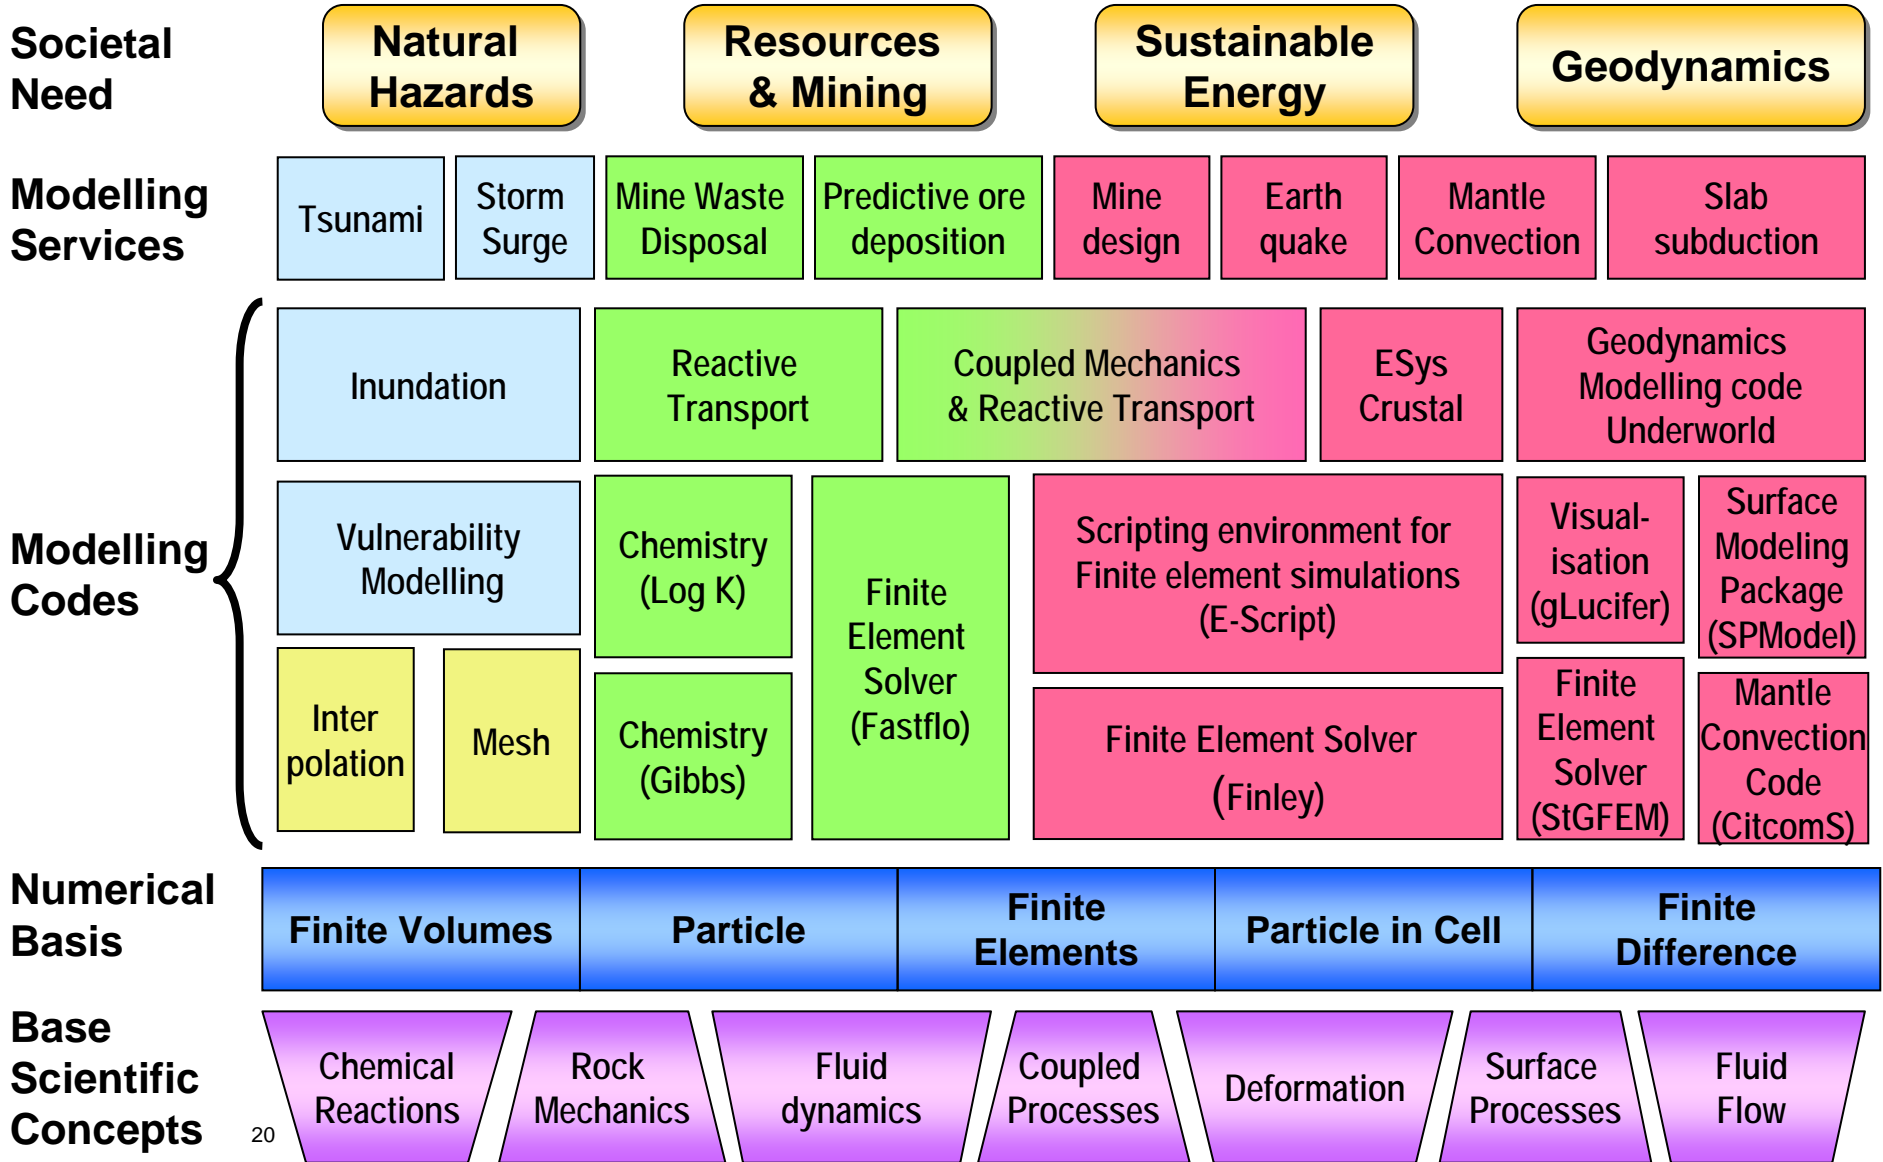 Societal
Need
Natural
Hazards
Resources
& Mining
Sustainable
Energy
Geodynamics
Modelling
Services
Tsunami
Storm
Surge
Mine Waste
Disposal
Predictive ore
deposition
Mine
design
Earth
quake
Mantle
Convection
Slab
subduction
Modelling
Codes
Inundation
Reactive
Transport
Coupled Mechanics
& Reactive Transport
ESys
Crustal
Geodynamics
Modelling code
Underworld
Vulnerability
Modelling
Chemistry
(Log K)
Finite
Element
Solver
(Fastflo)
Scripting environment for
Finite element simulations
(E-Script)
Visual-
isation
(gLucifer)
Surface
Modeling
Package
(SPModel)
Inter
polation
Mesh
Chemistry
(Gibbs)
Finite Element Solver
(Finley)
Finite
Element
Solver
(StGFEM)
Mantle
Convection
Code
(CitcomS)
Numerical
Basis
Finite Volumes
Particle
Finite
Elements
Particle in Cell
Finite
Difference
Base
Scientific
Concepts
20
Chemical
Reactions
Rock
Mechanics
Fluid
dynamics
Coupled
Processes
Deformation
Surface
Processes
Fluid
Flow